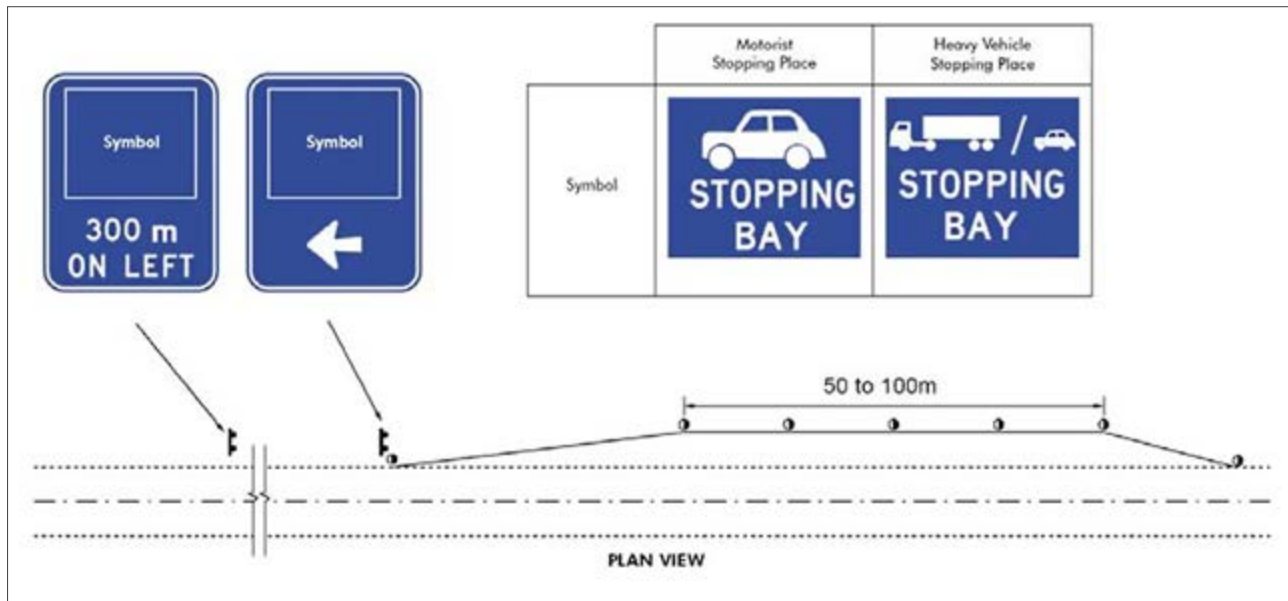 Symbol
300 m
ON LEFT
Symbol
Motorist
Stopping Place
Heavy Vehicle
Stopping Place
Symbol
STOPPING
BAY
/
STOPPING
BAY
50 to 100m
PLAN VIEW